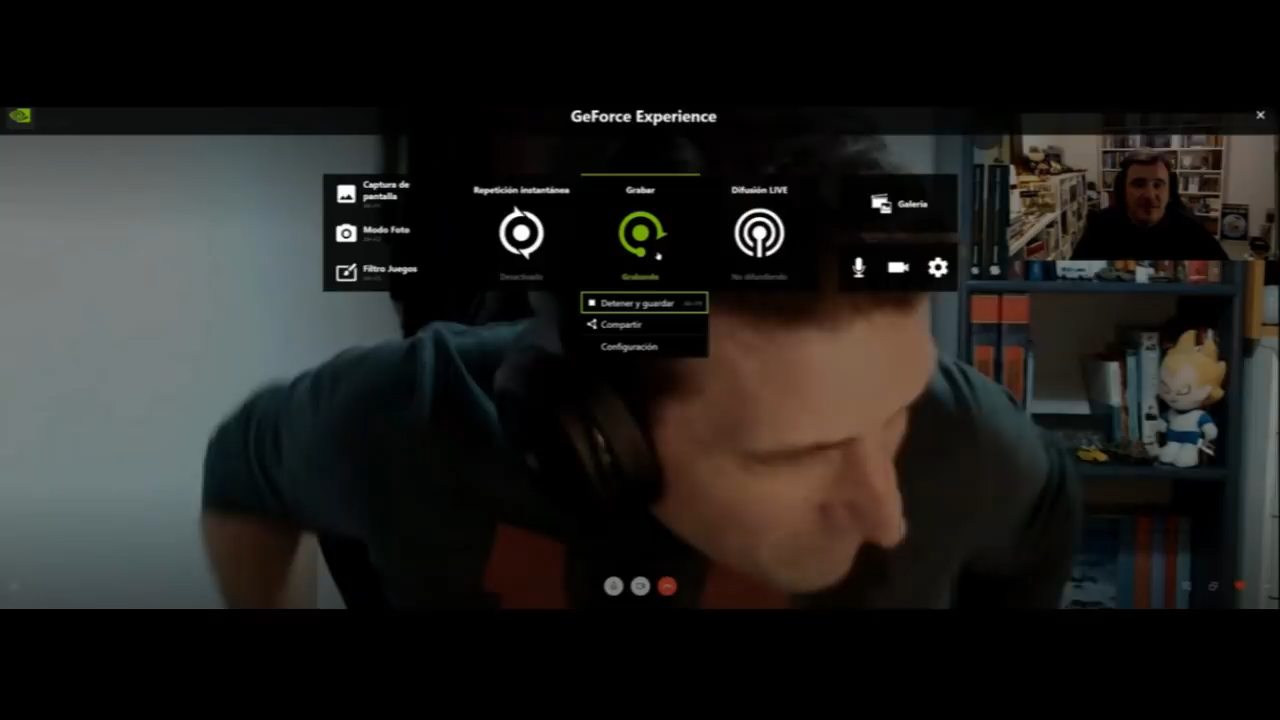 GeForce Experience
Captura de
pantalla
Modo Foto
Filtro Juegos
Repetición instantánea
Desactivado
Grabar
Grabando
Difusión LIVE
No difundiendo
Galería
Detener y guardar
Compartir
Configuración